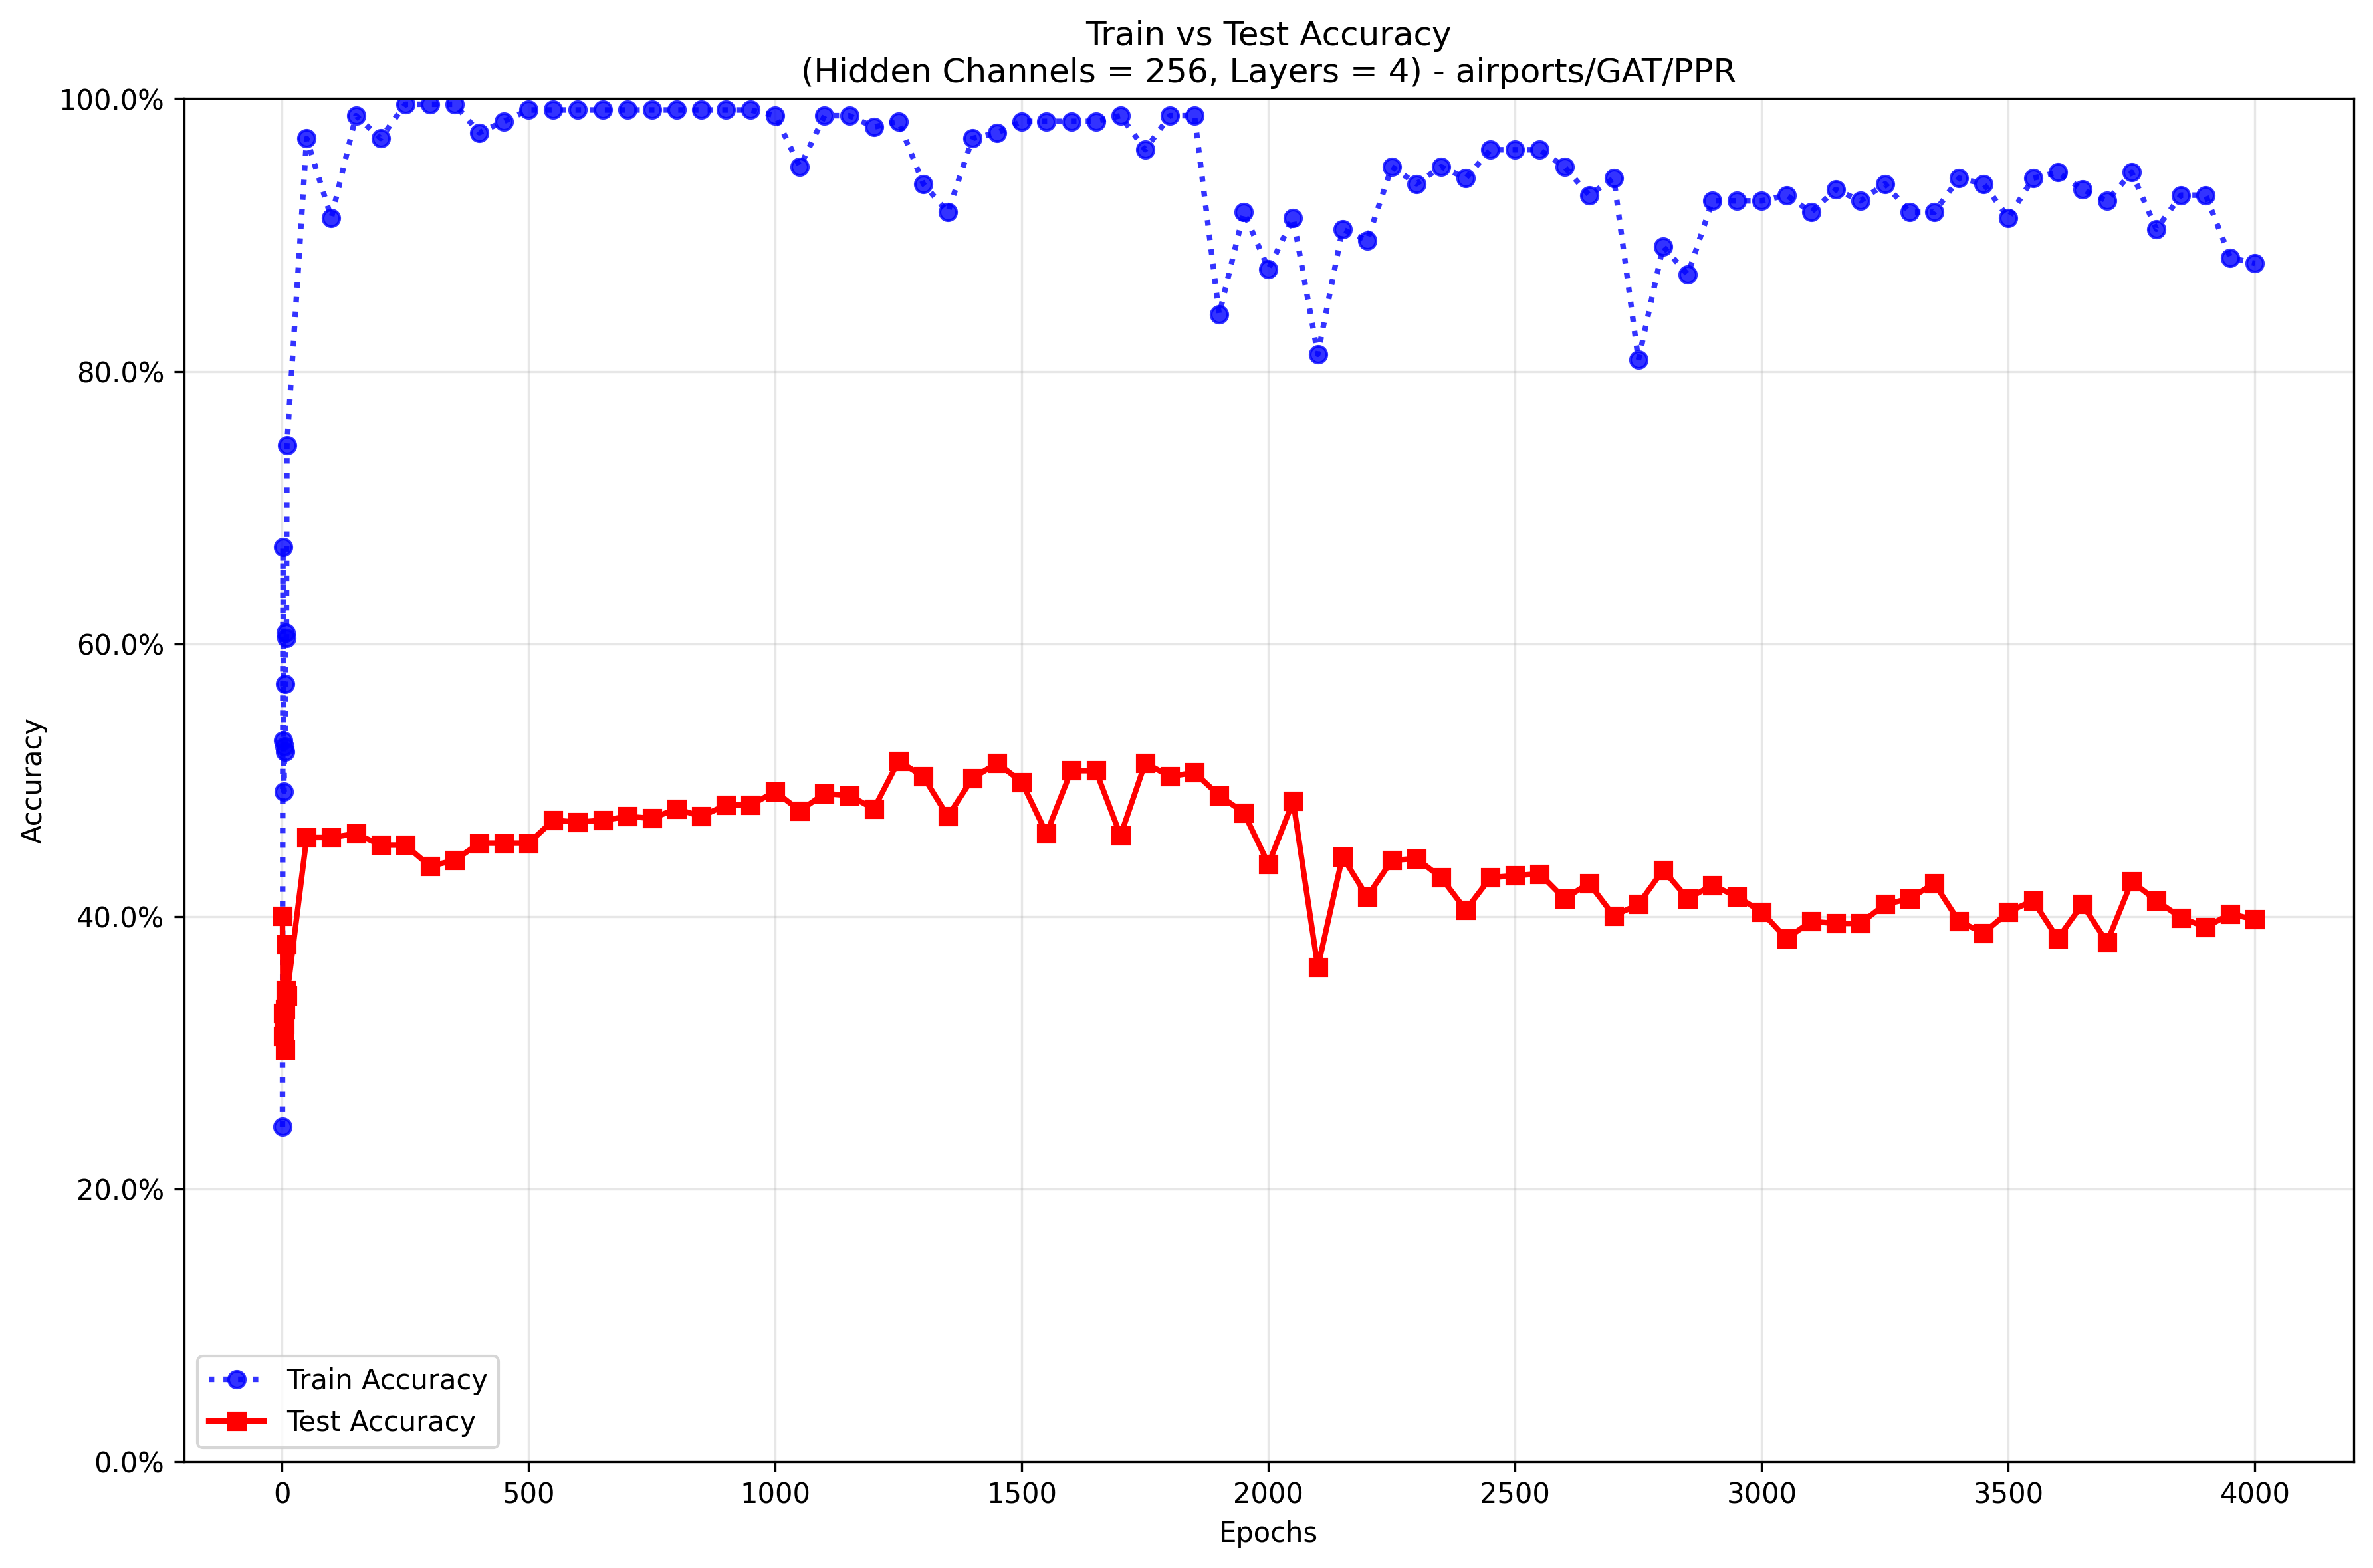 Train vs Test Accuracy
(Hidden Channels = 256, Layers = 4) - airports/GAT/PPR
100.0%
80.0%
60.0%
40.0%
20.0%
0.0%
Accuracy
Train Accuracy
Test Accuracy
0 500 1000 1500 2000 2500 3000 3500 4000
Epochs